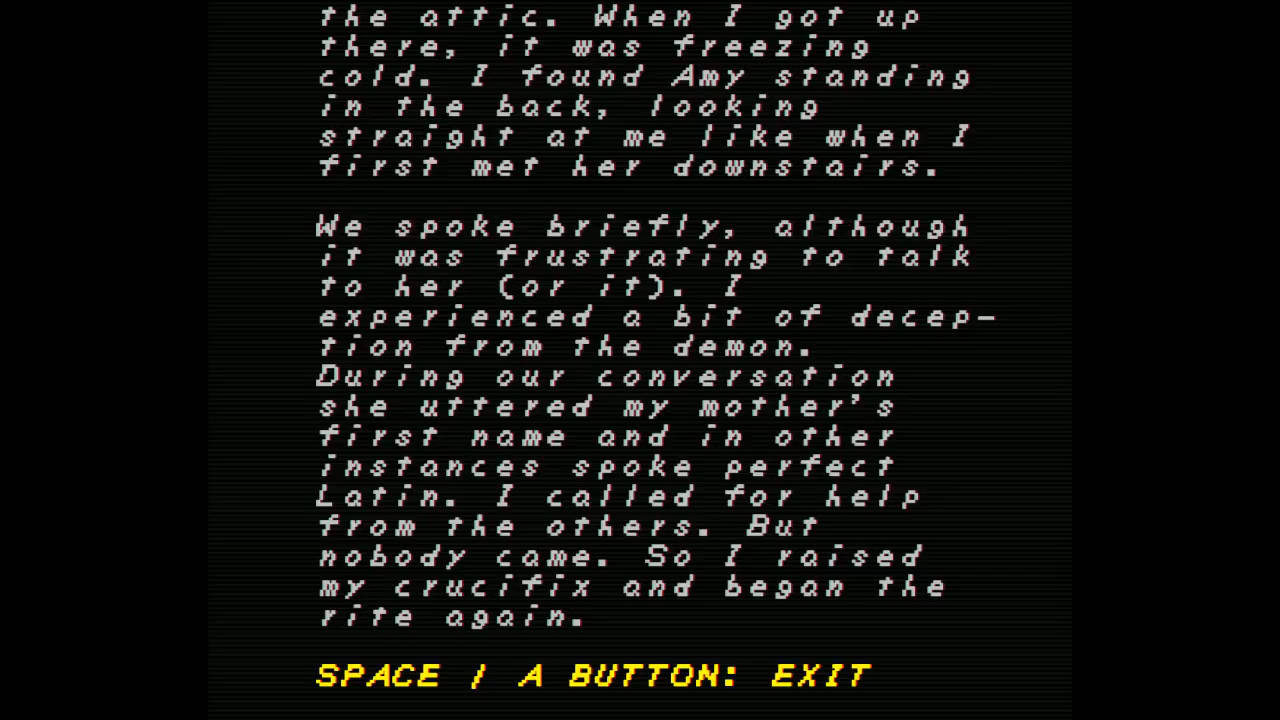 the attic. When I got up
there, it was freezing
cold. I found Amy standing
in the back, looking
straight at me like when I
first met her downstairs.
We spoke briefly, although
it was frustrating to talk
to her (or it). I
experienced a bit of decep-
tion from the demon.
During our conversation
she uttered my mother's
first name and in other
instances spoke perfect
Latin. I called for help
from the others. But
nobody came. So I raised
my crucifix and began the
rite again.
SPACE / A BUTTON: EXIT